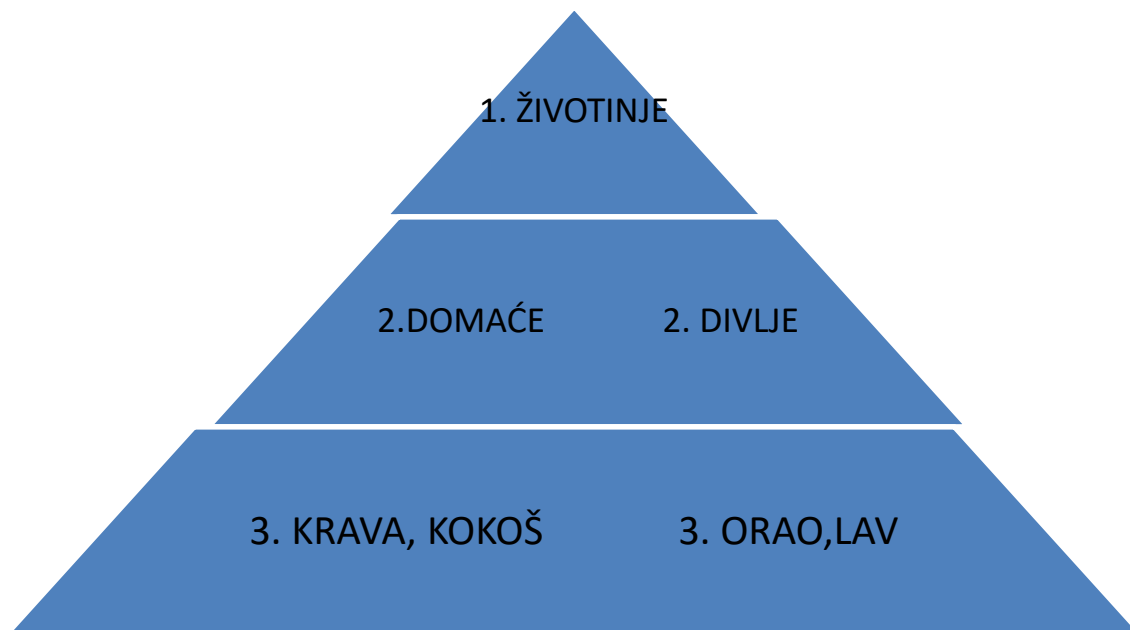 1. ŽIVOTINJE
2.DOMAĆE 2. DIVLJE
3. KRAVA, KOKOŠ 3. ORAO,LAV